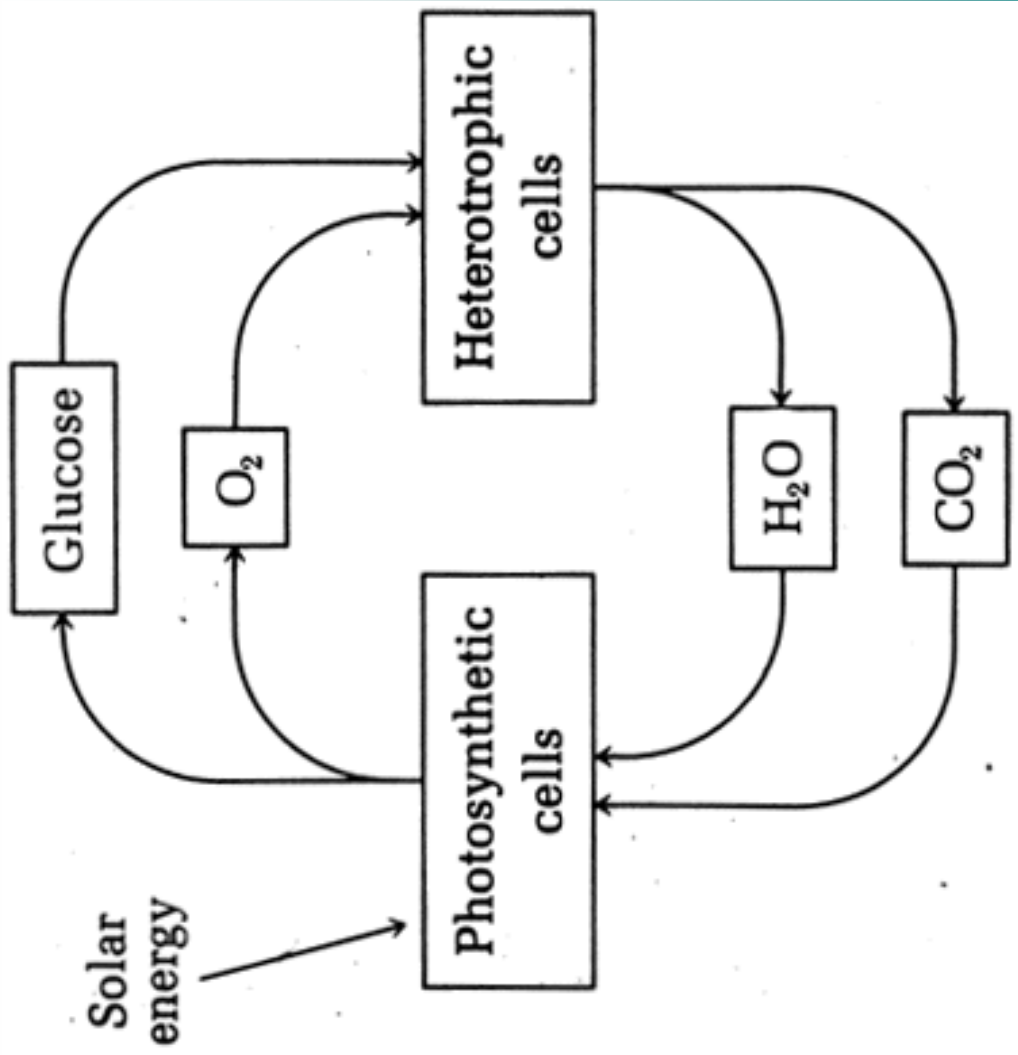 Solar
energy
Photosynthetic
cells
Glucose
O₂
H₂O
CO₂
Heterotrophic
cells